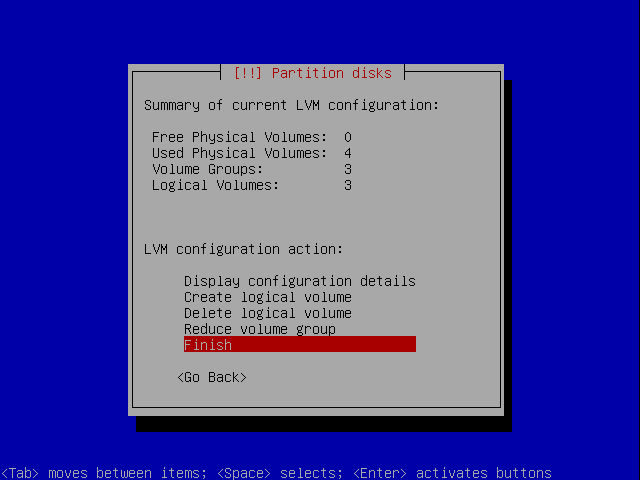 [!!] Partition disks
Summary of current LVM configuration:
Free Physical Volumes: 0
Used Physical Volumes: 4
Volume Groups: 3
Logical Volumes: 3
LVM configuration action:
Display configuration details
Create logical volume
Delete logical volume
Reduce volume group
Finish
<Go Back>
<Tab> moves between items; <Space> selects; <Enter> activates buttons